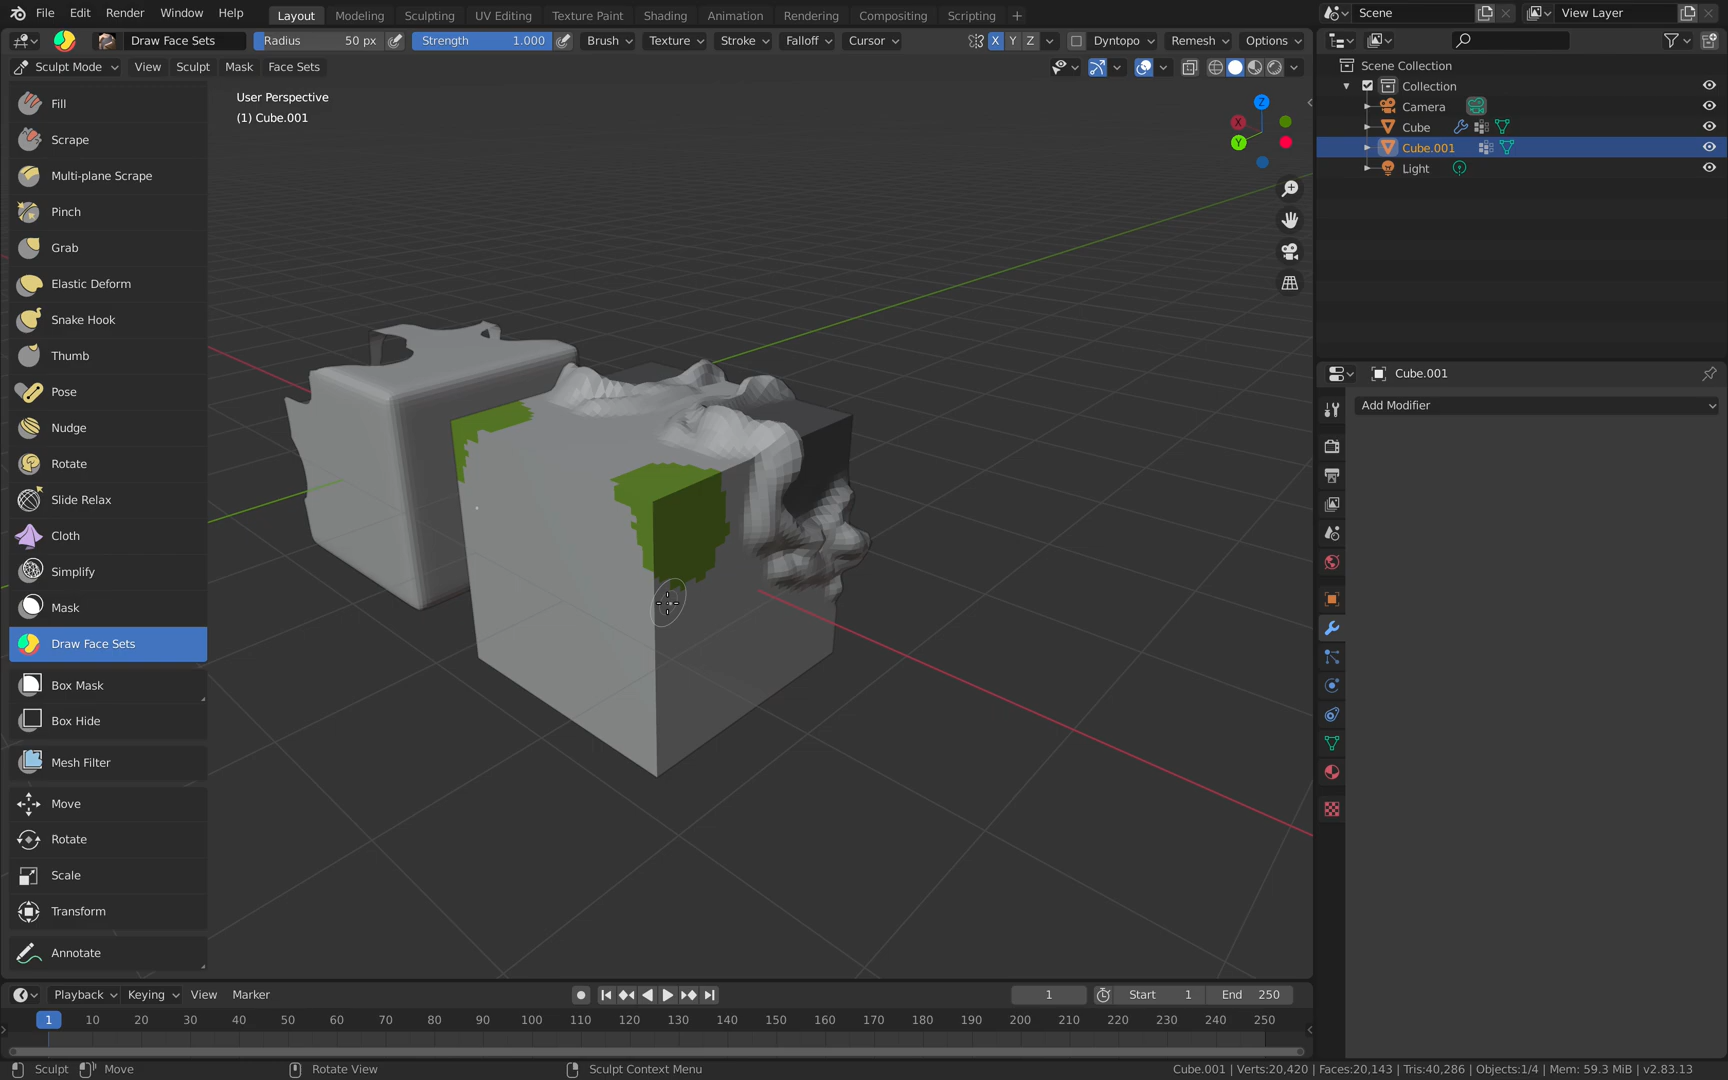 File Edit Render Window Help Layout Modeling Sculpting UV Editing Texture Paint Shading Animation Rendering Compositing Scripting + Scene View Layer
Draw Face Sets Radius 50 px Strength 1.000 Brush Texture Stroke Falloff Cursor X Y Z Dyntopo Remesh Options
Sculpt Mode View Sculpt Mask Face Sets
Scene Collection
Collection
Camera
Cube
Cube.001
Light
User Perspective
(1) Cube.001
Z
X
Y
Fill
Scrape
Multi-plane Scrape
Pinch
Grab
Elastic Deform
Snake Hook
Thumb
Pose
Nudge
Rotate
Slide Relax
Cloth
Simplify
Mask
Draw Face Sets
Box Mask
Box Hide
Mesh Filter
Move
Rotate
Scale
Transform
Annotate
Cube.001
Add Modifier
Playback Keying View Marker 1 Start 1 End 250
1 10 20 30 40 50 60 70 80 90 100 110 120 130 140 150 160 170 180 190 200 210 220 230 240 250
Sculpt Move Rotate View Sculpt Context Menu Cube.001 | Verts:20,420 | Faces:20,143 | Tris:40,286 | Objects:1/4 | Mem: 59.3 MiB | v2.83.13